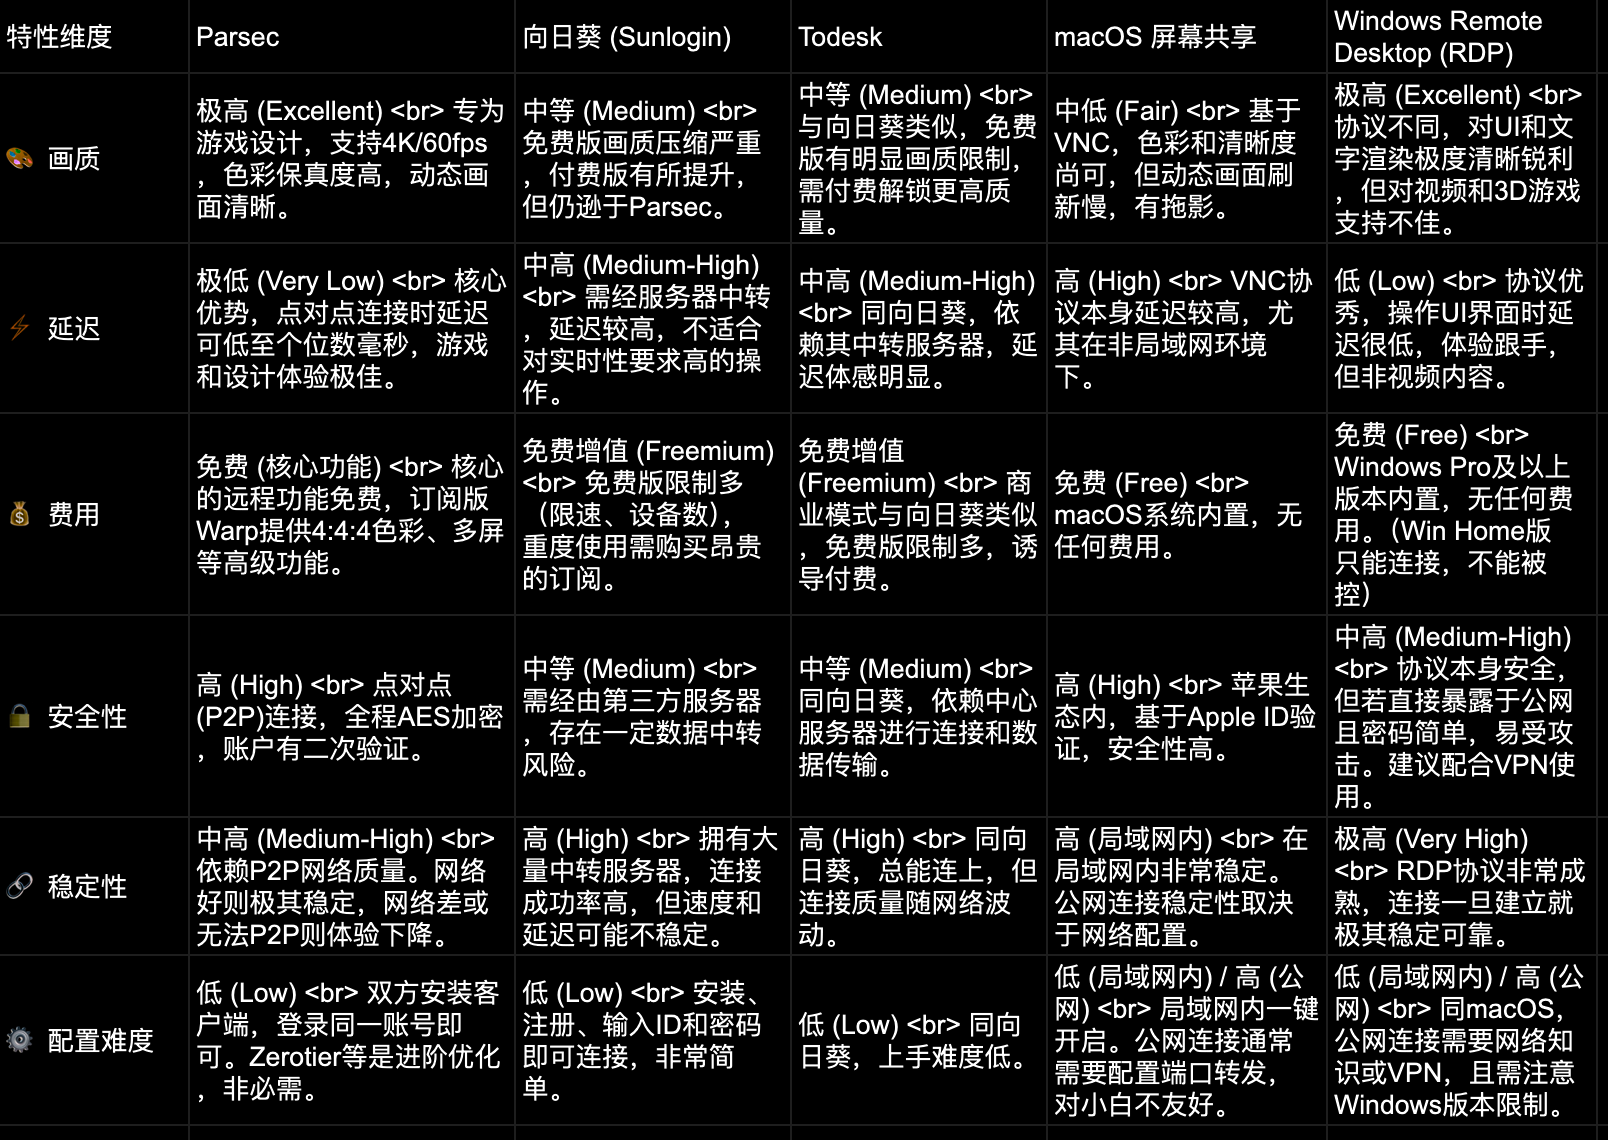 特性维度
Parsec
向日葵 (Sunlogin)
Todesk
macOS 屏幕共享
Windows Remote
Desktop (RDP)
画质
极高 (Excellent) <br> 专为
游戏设计，支持4K/60fps
，色彩保真度高，动态画
面清晰。
中等 (Medium) <br>
免费版画质压缩严重
，付费版有所提升，
但仍逊于Parsec。
中等 (Medium) <br>
与向日葵类似，免费
版有明显画质限制，
需付费解锁更高质
量。
中低 (Fair) <br> 基于
VNC，色彩和清晰度
尚可，但动态画面刷
新慢，有拖影。
极高 (Excellent) <br>
协议不同，对UI和文
字渲染极度清晰锐利
，但对视频和3D游戏
支持不佳。
延迟
极低 (Very Low) <br> 核心
优势，点对点连接时延迟
可低至个位数毫秒，游戏
和设计体验极佳。
中高 (Medium-High)
<br> 需经服务器中转
，延迟较高，不适合
对实时性要求高的操
作。
中高 (Medium-High)
<br> 同向日葵，依
赖其中转服务器，延
迟体感明显。
高 (High) <br> VNC协
议本身延迟较高，尤
其在非局域网环境
下。
低 (Low) <br> 协议优
秀，操作UI界面时延
迟很低，体验跟手，
但非视频内容。
费用
免费 (核心功能) <br> 核心
的远程功能免费，订阅版
Warp提供4:4:4色彩、多屏
等高级功能。
免费增值 (Freemium)
<br> 免费版限制多
（限速、设备数），
重度使用需购买昂贵
的订阅。
免费增值
(Freemium) <br> 商
业模式与向日葵类似
，免费版限制多，诱
导付费。
免费 (Free) <br>
macOS系统内置，无
任何费用。
免费 (Free) <br>
Windows Pro及以上
版本内置，无任何费
用。（Win Home版
只能连接，不能被
控）
安全性
高 (High) <br> 点对点
(P2P)连接，全程AES加密
，账户有二次验证。
中等 (Medium) <br>
需经由第三方服务器
，存在一定数据中转
风险。
中等 (Medium) <br>
同向日葵，依赖中心
服务器进行连接和数
据传输。
高 (High) <br> 苹果生
态内，基于Apple ID验
证，安全性高。
中高 (Medium-High)
<br> 协议本身安全，
但若直接暴露于公网
且密码简单，易受攻
击。建议配合VPN使
用。
稳定性
中高 (Medium-High) <br>
依赖P2P网络质量。网络
好则极其稳定，网络差或
无法P2P则体验下降。
高 (High) <br> 拥有大
量中转服务器，连接
成功率高，但速度和
延迟可能不稳定。
高 (High) <br> 同向
日葵，总能连上，但
连接质量随网络波
动。
高 (局域网内) <br> 在
局域网内非常稳定。
公网连接稳定性取决
于网络配置。
极高 (Very High)
<br> RDP协议非常成
熟，连接一旦建立就
极其稳定可靠。
配置难度
低 (Low) <br> 双方安装客
户端，登录同一账号即
可。Zerotier等是进阶优化
，非必需。
低 (Low) <br> 安装、
注册、输入ID和密码
即可连接，非常简
单。
低 (Low) <br> 同向
日葵，上手难度低。
低 (局域网内) / 高 (公
网) <br> 局域网内一键
开启。公网连接通常
需要配置端口转发，
对小白不友好。
低 (局域网内) / 高 (公
网) <br> 同macOS，
公网连接需要网络知
识或VPN，且需注意
Windows版本限制。